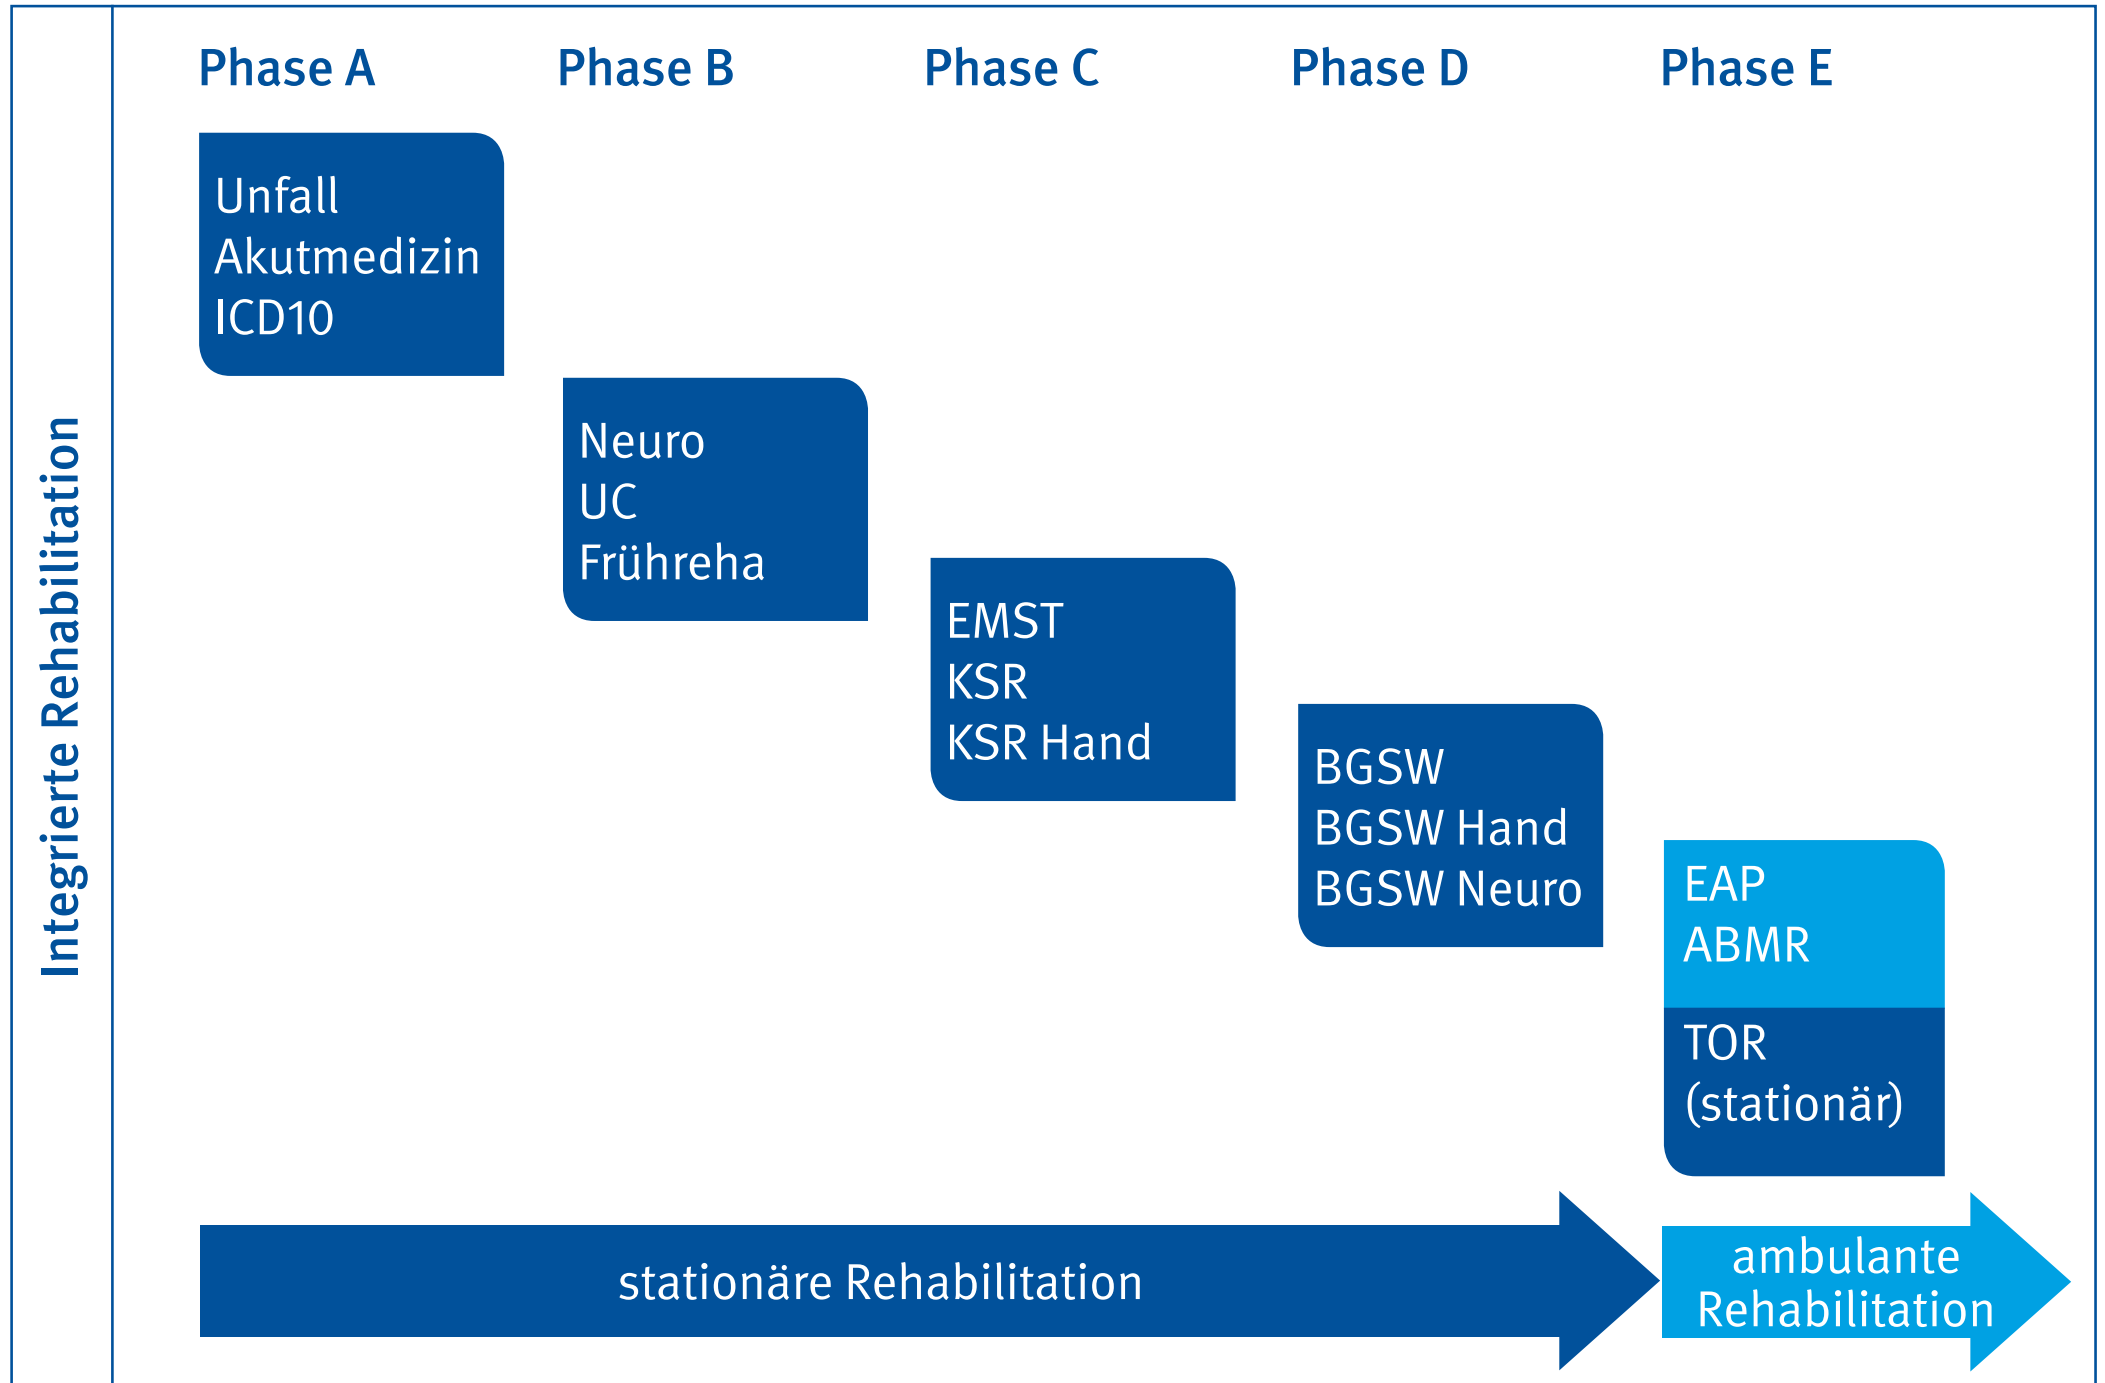 Integrierte Rehabilitation
Phase A
Phase B
Phase C
Phase D
Phase E
Unfall
Akutmedizin
ICD10
Neuro
UC
Frühreha
EMST
KSR
KSR Hand
BGSW
BGSW Hand
BGSW Neuro
EAP
ABMR
TOR
(stationär)
stationäre Rehabilitation
ambulante
Rehabilitation